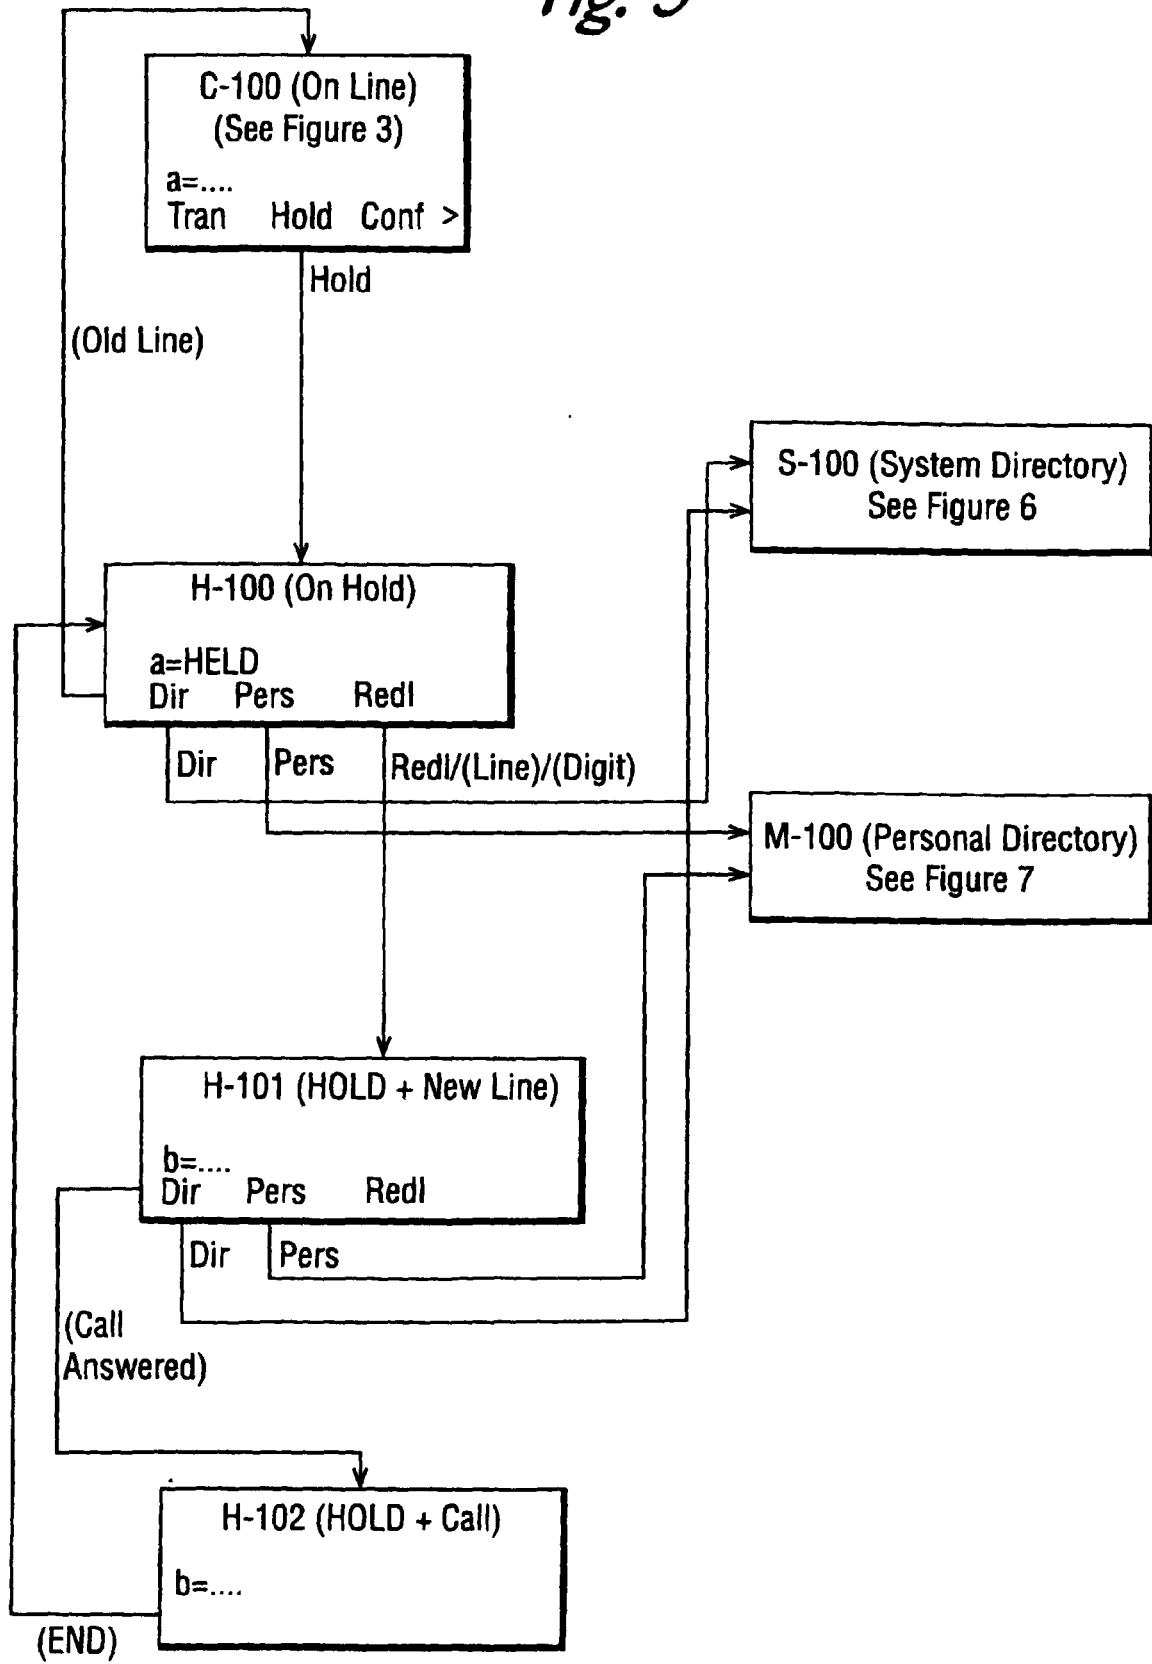 Fig. 5
C-100 (On Line)
(See Figure 3)
a=....
Tran Hold Conf >
Hold
(Old Line)
S-100 (System Directory)
See Figure 6
H-100 (On Hold)
a=HELD
Dir Pers Redl
Dir Pers Redl/(Line)/(Digit)
M-100 (Personal Directory)
See Figure 7
H-101 (HOLD + New Line)
b=....
Dir Pers Redl
Dir Pers
(Call
Answered)
H-102 (HOLD + Call)
b=....
(END)